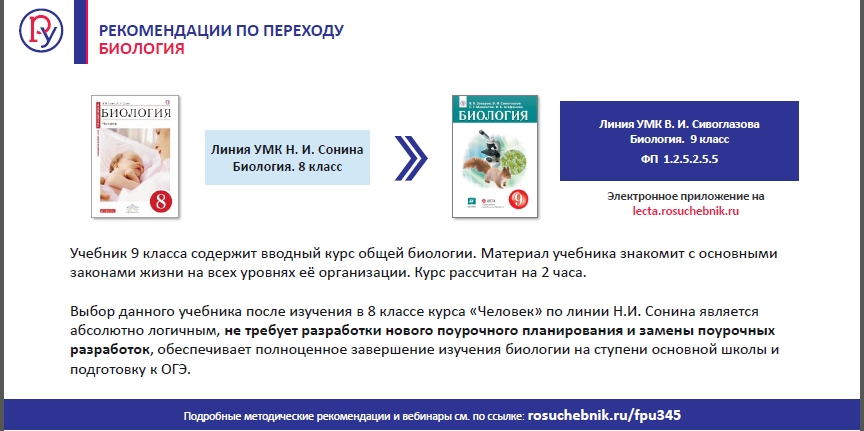 РУ
РЕКОМЕНДАЦИИ ПО ПЕРЕХОДУ
БИОЛОГИЯ
БИОЛОГИЯ
Человек
8
Линия УМК Н. И. Сонина
Биология. 8 класс
БИОЛОГИЯ
9
Линия УМК В. И. Сивоглазова
Биология. 9 класс
ФП 1.2.5.2.5.5
Электронное приложение на
lecta.rosuchebnik.ru
Учебник 9 класса содержит вводный курс общей биологии. Материал учебника знакомит с основными
законами жизни на всех уровнях её организации. Курс рассчитан на 2 часа.
Выбор данного учебника после изучения в 8 классе курса «Человек» по линии Н.И. Сонина является
абсолютно логичным, не требует разработки нового поурочного планирования и замены поурочных
разработок, обеспечивает полноценное завершение изучения биологии на ступени основной школы и
подготовку к ОГЭ.
Подробные методические рекомендации и вебинары см. по ссылке: rosuchebnik.ru/fpu345